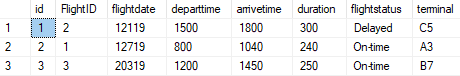 id FlightID flightdate departtime arrivetime duration flightstatus terminal
1 1 2 12119 1500 1800 300 Delayed C5
2 2 1 12719 800 1040 240 On-time A3
3 3 3 20319 1200 1450 250 On-time B7